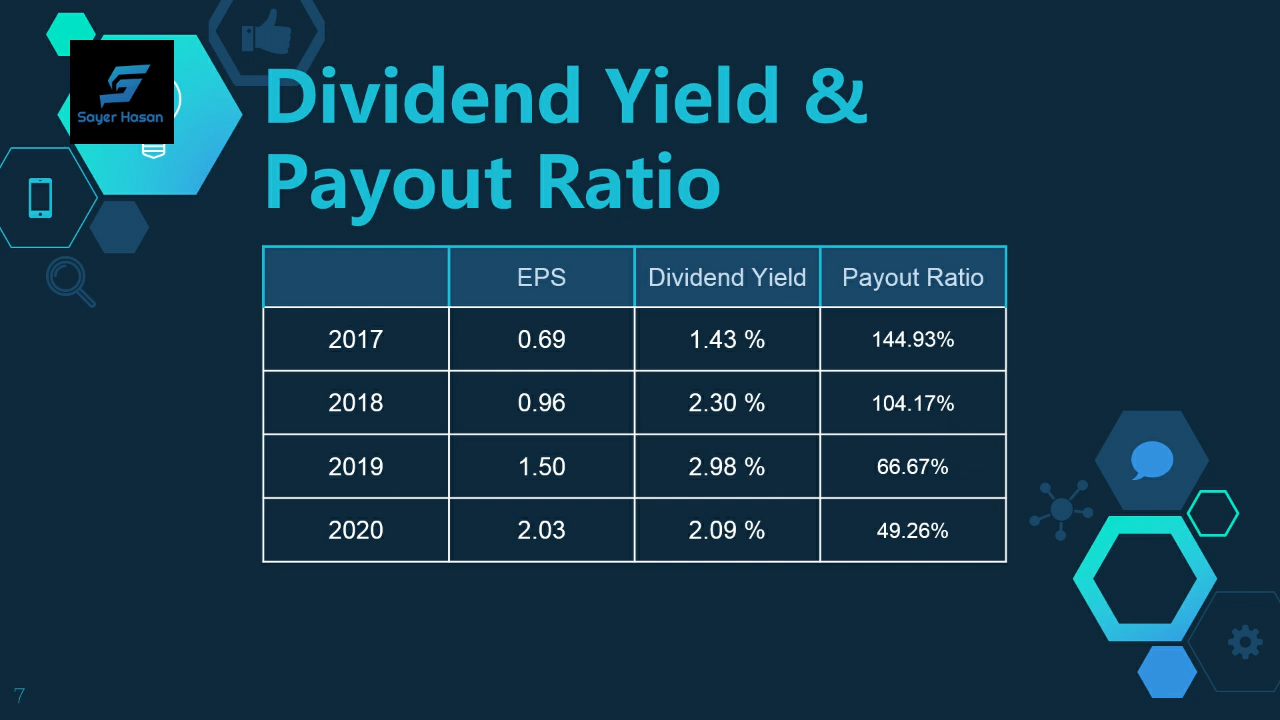 Sayer Hasan
Dividend Yield &
Payout Ratio
EPS Dividend Yield Payout Ratio
2017 0.69 1.43 % 144.93%
2018 0.96 2.30 % 104.17%
2019 1.50 2.98 % 66.67%
2020 2.03 2.09 % 49.26%
7